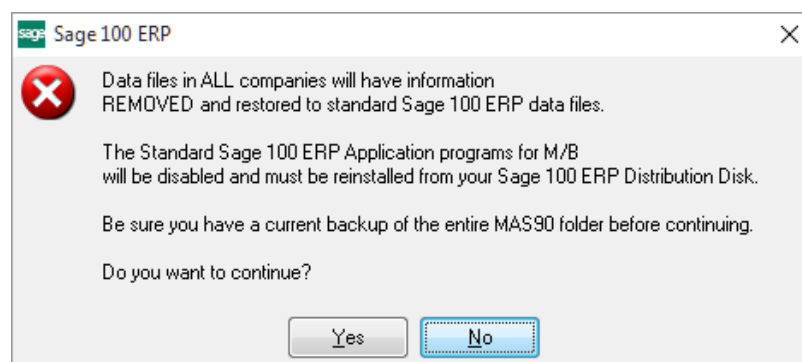 sage Sage 100 ERP
Data files in ALL companies will have information
REMOVED and restored to standard Sage 100 ERP data files.
The Standard Sage 100 ERP Application programs for M/B
will be disabled and must be reinstalled from your Sage 100 ERP Distribution Disk.
Be sure you have a current backup of the entire MAS90 folder before continuing.
Do you want to continue?
Yes No